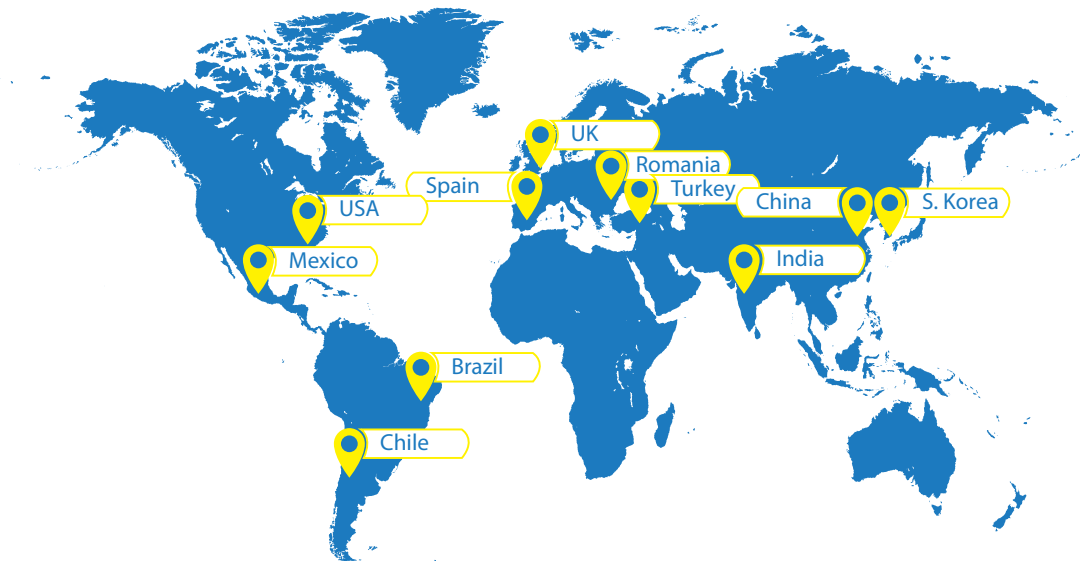 UK
Romania
Spain
Turkey
China
S. Korea
USA
Mexico
India
Brazil
Chile